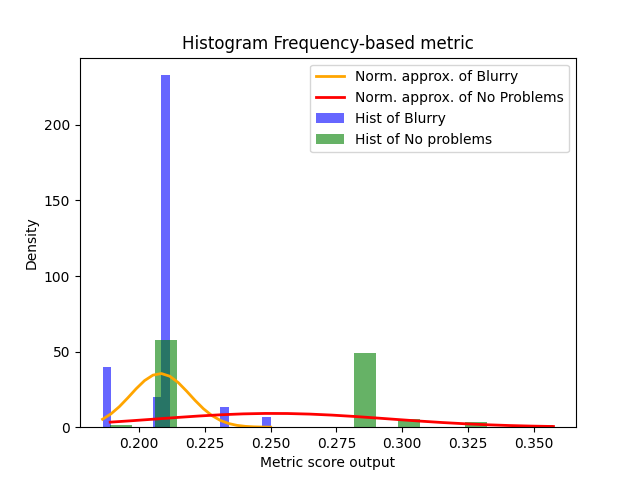 Histogram Frequency-based metric
Norm. approx. of Blurry
Norm. approx. of No Problems
Hist of Blurry
Hist of No problems
Density
200
150
100
50
0
0.200 0.225 0.250 0.275 0.300 0.325 0.350
Metric score output